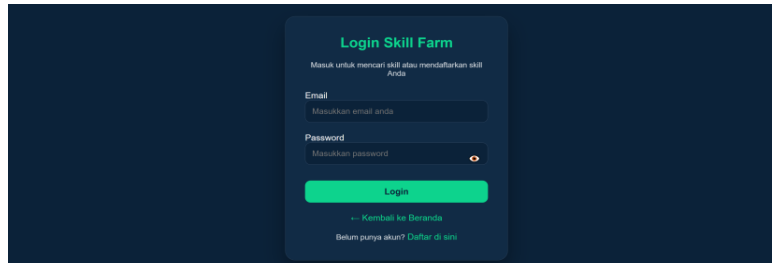 Login Skill Farm
Masuk untuk mencari skill atau mendaftarkan skill
Anda
Email
Masukkan email anda
Password
Masukkan password
Login
← Kembali ke Beranda
Belum punya akun? Daftar di sini